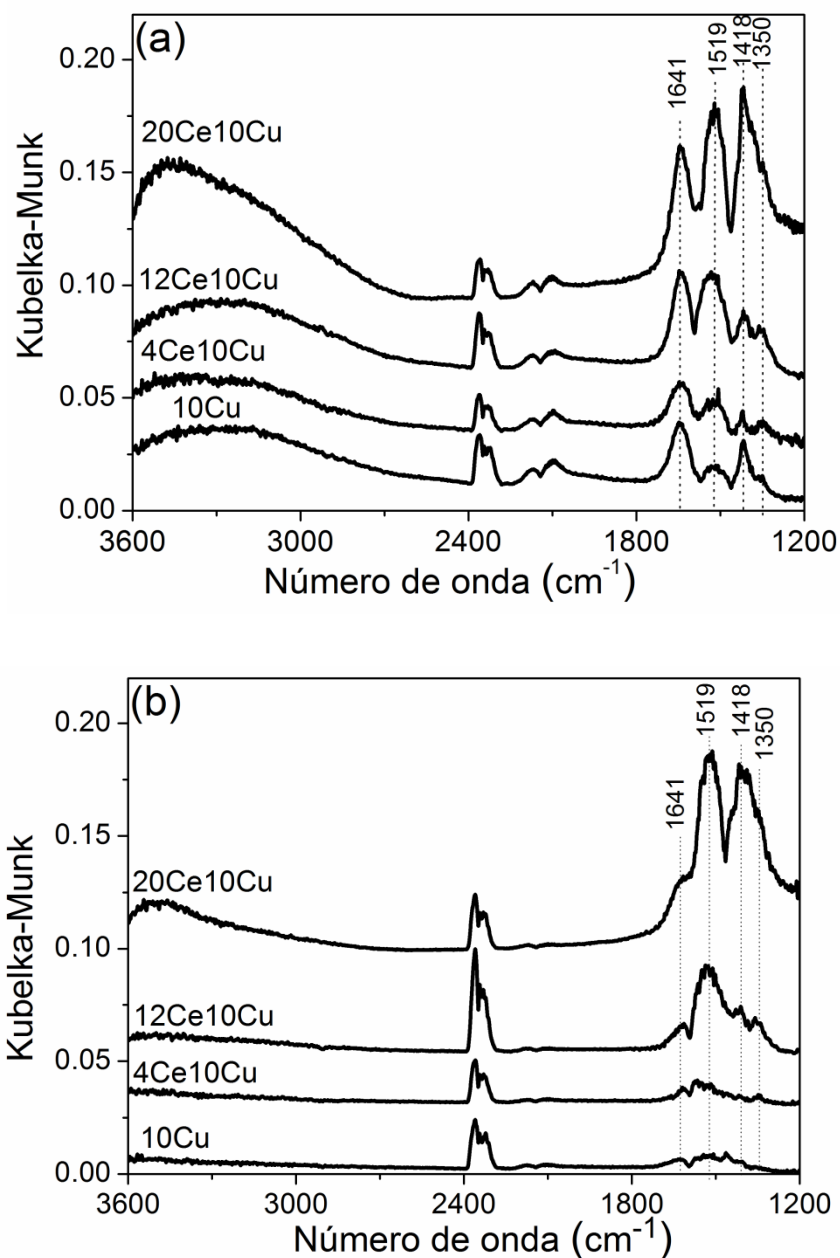 (a)
1641
1519
1418
1350
0.20
20Ce10Cu
0.15
Kubelka-Munk
0.10
12Ce10Cu
4Ce10Cu
0.05
10Cu
0.00
3600 3000 2400 1800 1200
Número de onda (cm-1)
(b)
1641
1519
1418
1350
0.20
0.15
20Ce10Cu
Kubelka-Munk
0.10
12Ce10Cu
0.05
4Ce10Cu
10Cu
0.00
3600 3000 2400 1800 1200
Número de onda (cm-1)